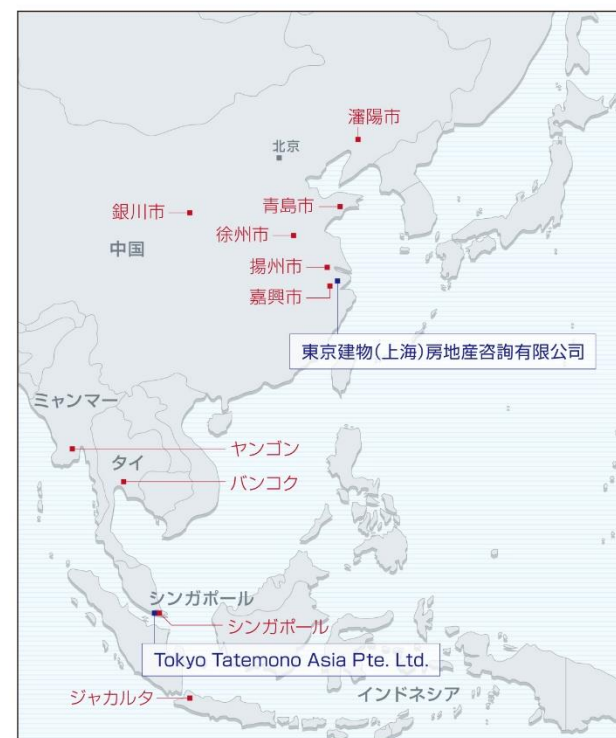 瀋陽市
北京
青島市
銀川市
徐州市
中国
揚州市
嘉興市
東京建物(上海)房地産咨詢有限公司
ミャンマー
ヤンゴン
タイ
バンコク
シンガポール
シンガポール
Tokyo Tatemono Asia Pte. Ltd.
ジャカルタ
インドネシア